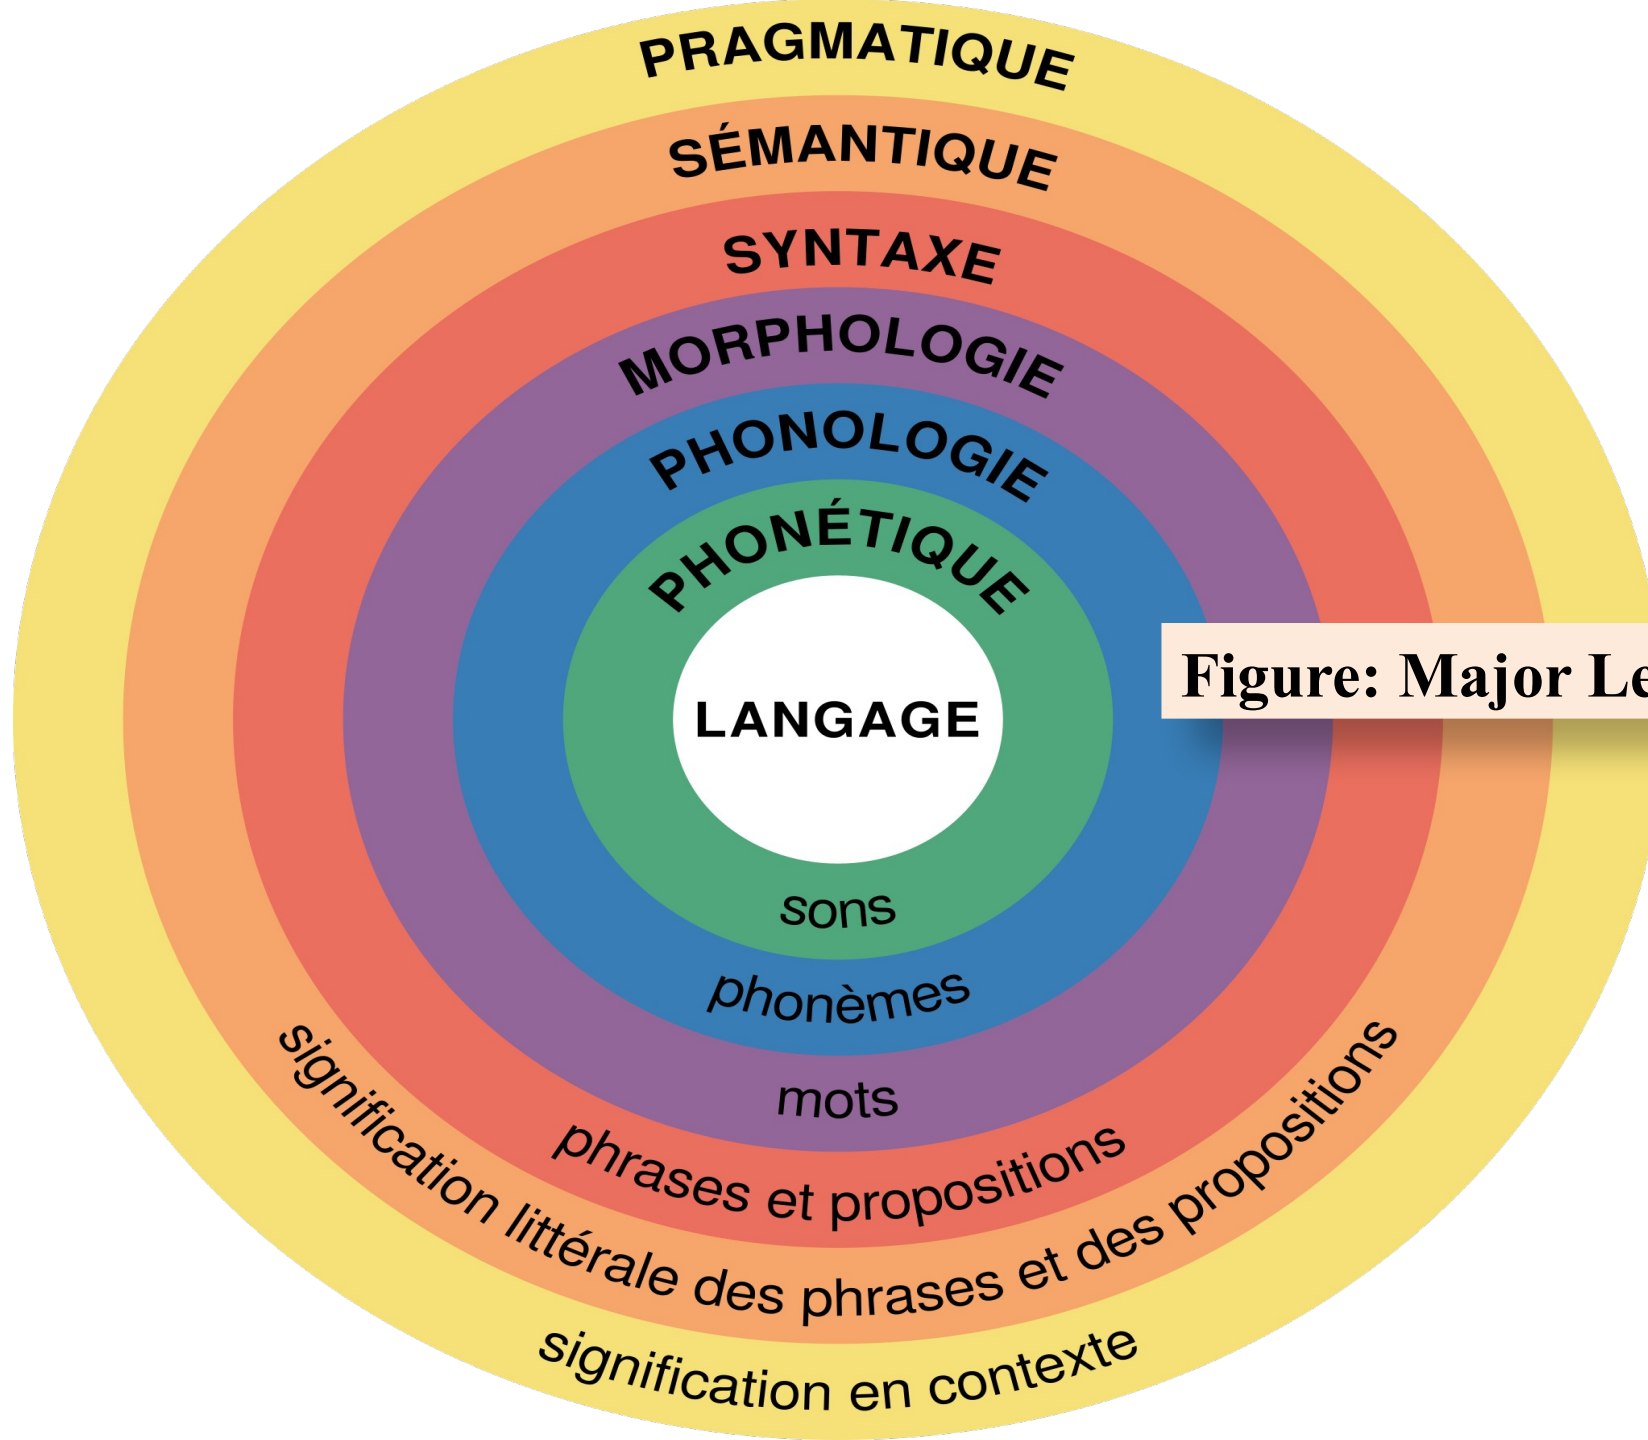 PRAGMATIQUE
SÉMANTIQUE
SYNTAXE
MORPHOLOGIE
PHONOLOGIE
PHONÉTIQUE
LANGAGE
Figure: Major
sons
phonèmes
mots
phrases et propositions
signification littérale des phrases et des propositions
signification en contexte